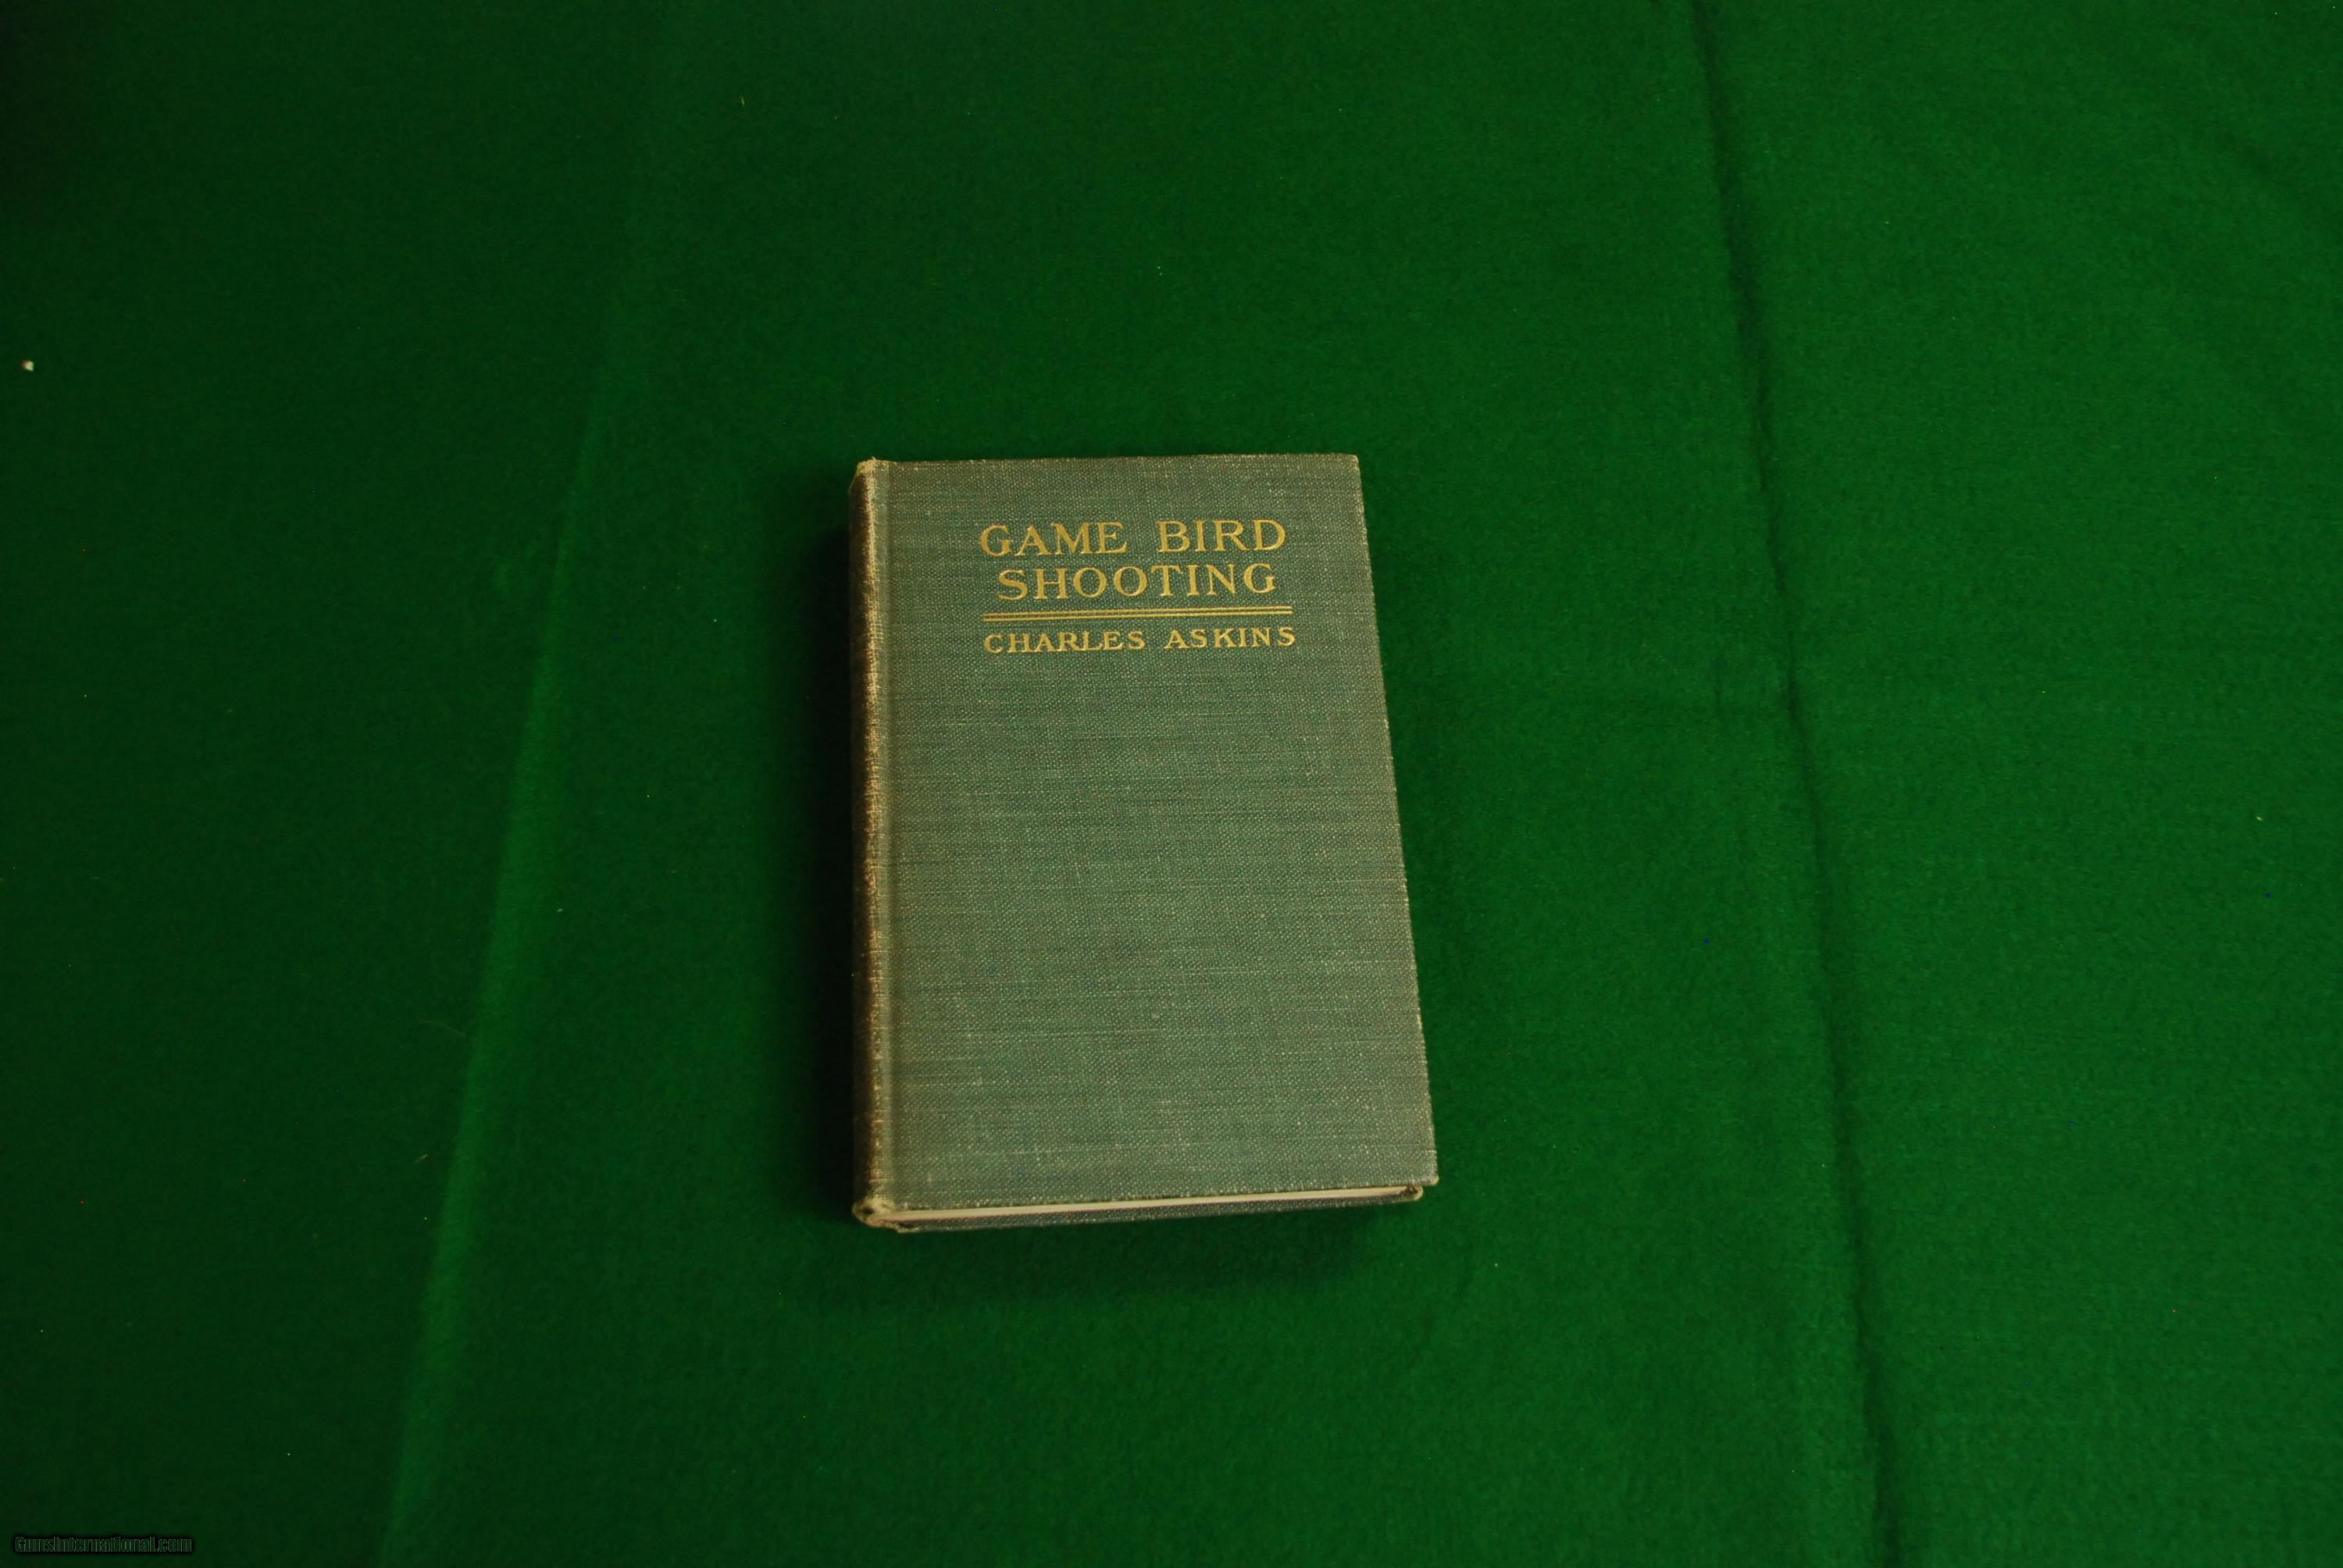 GAME BIRD
SHOOTING
CHARLES ASKINS
GunsInternational.com